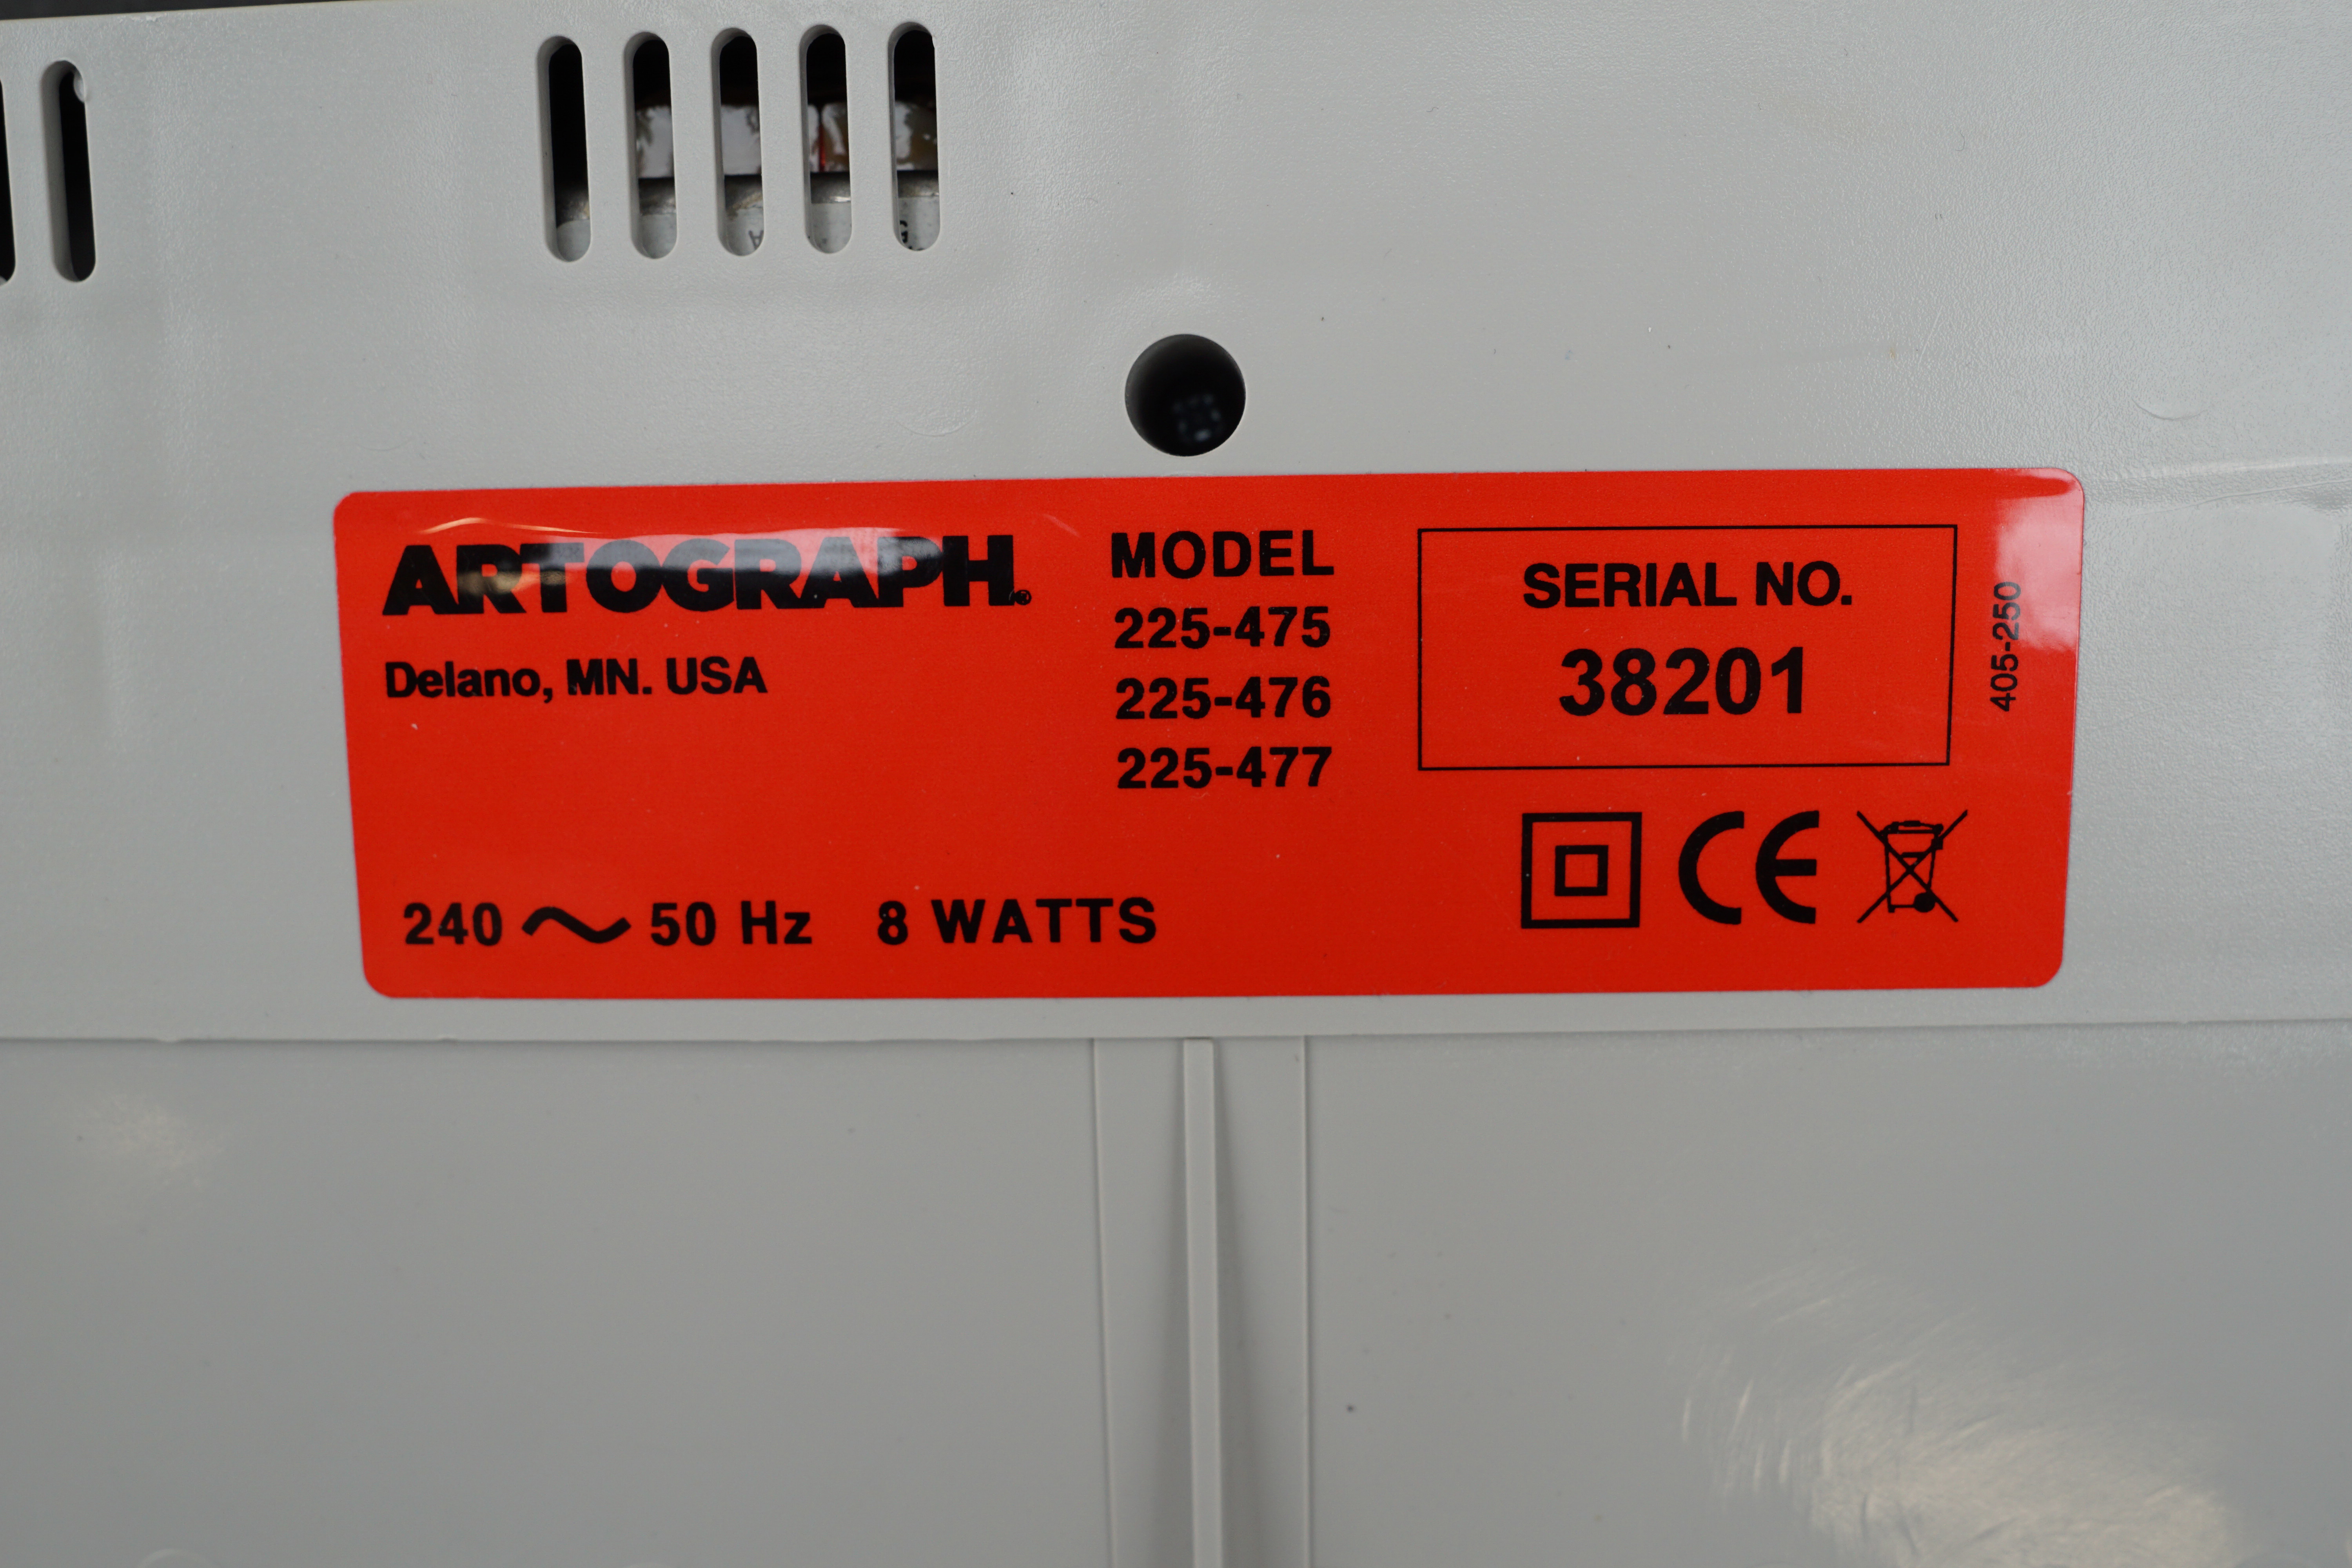 ARTOGRAPH®
Delano, MN. USA
MODEL
225-475
225-476
225-477
SERIAL NO.
38201
405-250
240 ~ 50 Hz 8 WATTS
CE